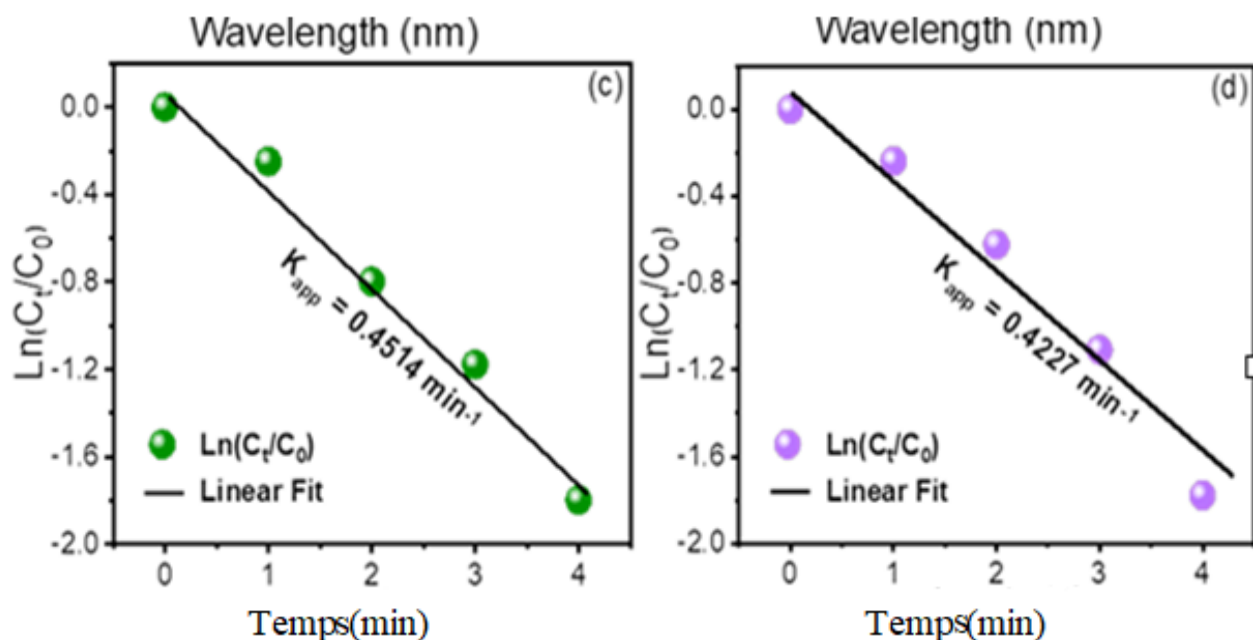 Wavelength (nm)
(c)
0.0
-0.4
-0.8
-1.2
-1.6
-2.0
Ln(Cₜ/C₀)
K_app = 0.4514 min⁻¹
Ln(Cₜ/C₀)
Linear Fit
0 1 2 3 4
Temps(min)
Wavelength (nm)
(d)
0.0
-0.4
-0.8
-1.2
-1.6
-2.0
Ln(Cₜ/C₀)
K_app = 0.4227 min⁻¹
Ln(Cₜ/C₀)
Linear Fit
0 1 2 3 4
Temps(min)